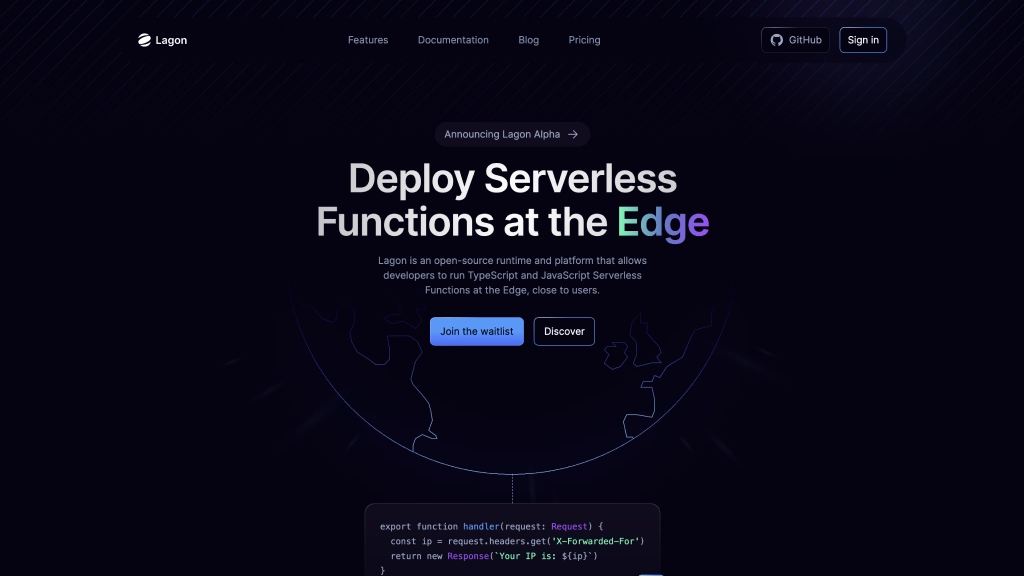 Lagon
Features
Documentation
Blog
Pricing
GitHub
Sign in
Announcing Lagon Alpha →
Deploy Serverless
Functions at the Edge
Lagon is an open-source runtime and platform that allows
developers to run TypeScript and JavaScript Serverless
Functions at the Edge, close to users.
Join the waitlist
Discover
export function handler(request: Request) {
  const ip = request.headers.get('X-Forwarded-For')
  return new Response(`Your IP is: ${ip}`)
}